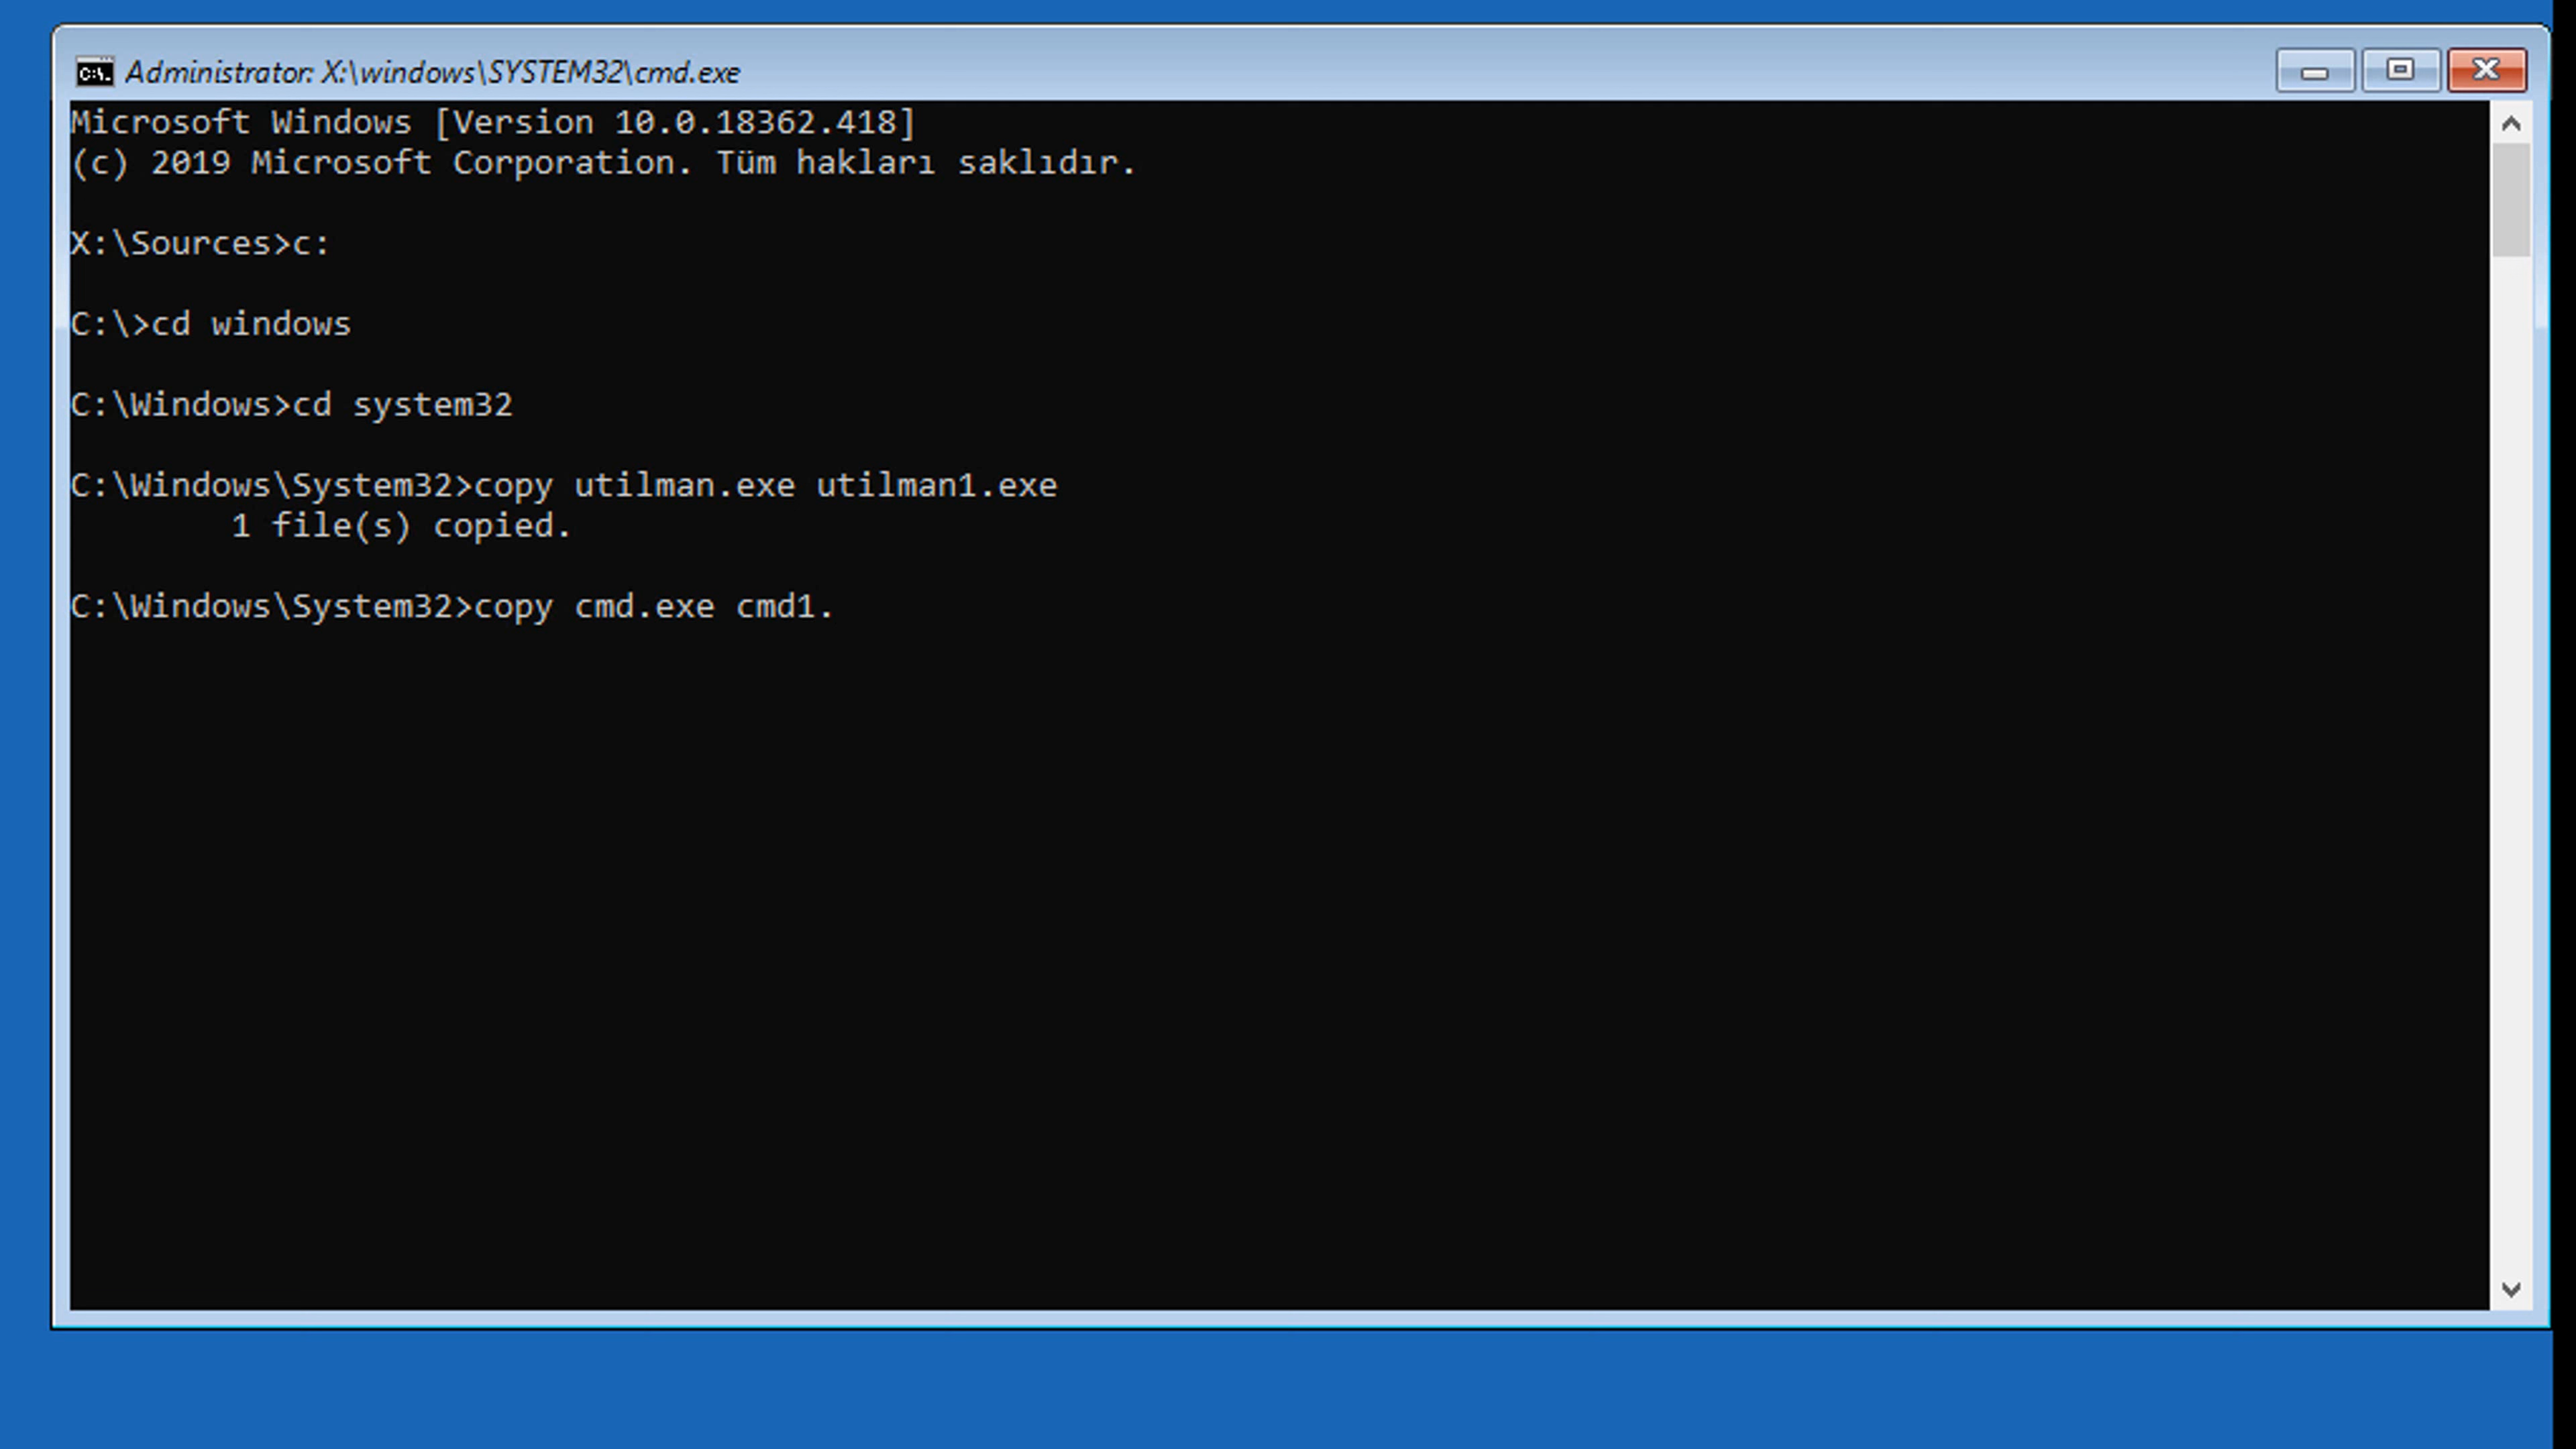 Administrator: X:\windows\SYSTEM32\cmd.exe
Microsoft Windows [Version 10.0.18362.418]
(c) 2019 Microsoft Corporation. Tüm hakları saklıdır.
X:\Sources>c:
C:\>cd windows
C:\Windows>cd system32
C:\Windows\System32>copy utilman.exe utilman1.exe
1 file(s) copied.
C:\Windows\System32>copy cmd.exe cmd1.